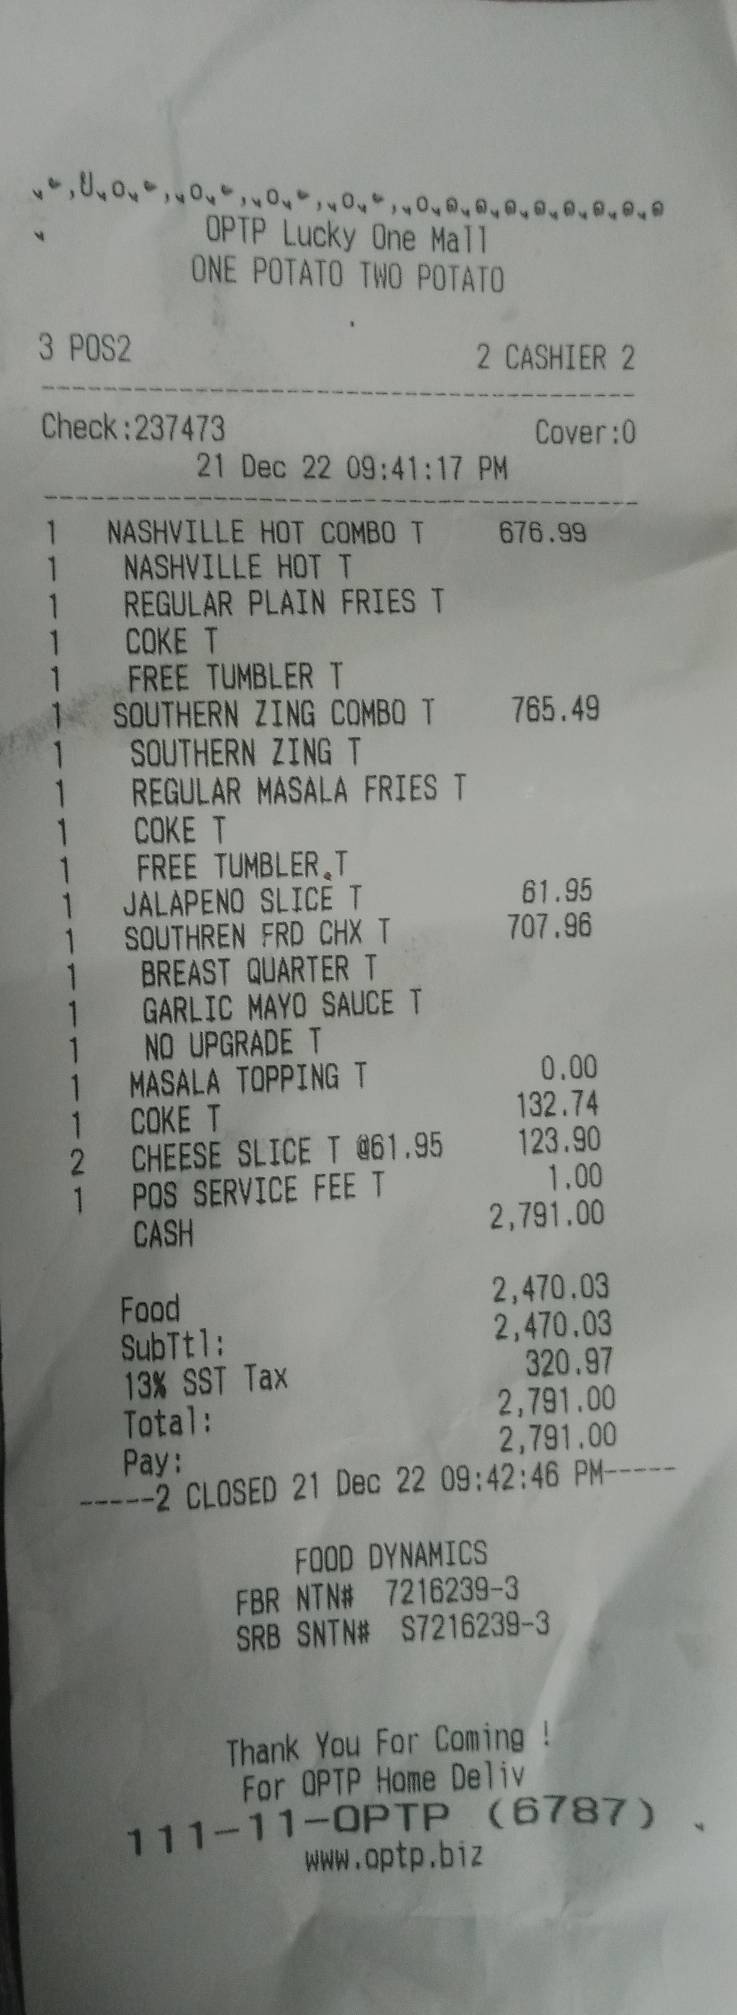 OPTP Lucky One Mall
ONE POTATO TWO POTATO
3 POS2 2 CASHIER 2
Check:237473 Cover:0
21 Dec 22 09:41:17 PM
1 NASHVILLE HOT COMBO T 676.99
1 NASHVILLE HOT T
1 REGULAR PLAIN FRIES T
1 COKE T
1 FREE TUMBLER T
1 SOUTHERN ZING COMBO T 765.49
1 SOUTHERN ZING T
1 REGULAR MASALA FRIES T
1 COKE T
1 FREE TUMBLER T
1 JALAPENO SLICE T 61.95
1 SOUTHREN FRD CHX T 707.96
1 BREAST QUARTER T
1 GARLIC MAYO SAUCE T
1 NO UPGRADE T
1 MASALA TOPPING T 0.00
1 COKE T 132.74
2 CHEESE SLICE T @61.95 123.90
1 POS SERVICE FEE T 1.00
CASH 2,791.00
Food 2,470.03
SubTtl: 2,470.03
13% SST Tax 320.97
Total: 2,791.00
Pay: 2,791.00
-----2 CLOSED 21 Dec 22 09:42:46 PM-----
FOOD DYNAMICS
FBR NTN# 7216239-3
SRB SNTN# S7216239-3
Thank You For Coming !
For OPTP Home Deliv
111-11-OPTP (6787)
www.optp.biz